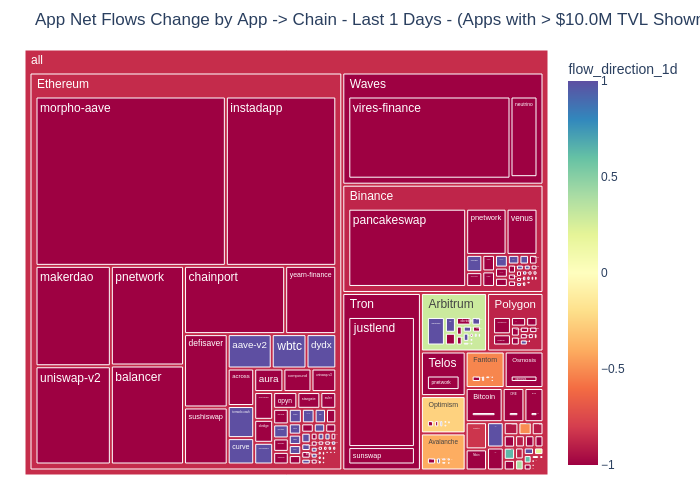 App Net Flows Change by App -> Chain - Last 1 Days - (Apps with > $10.0M TVL Shown
all
Ethereum
morpho-aave
instadapp
makerdao
pnetwork
chainport
yearn-finance
uniswap-v2
balancer
defisaver
sushiswap
aave-v2
wbtc
dydx
across
aura
compound
opyn
curve
Waves
vires-finance
neutrino
Binance
pancakeswap
pnetwork
venus
Tron
justlend
sunswap
Arbitrum
Polygon
Telos
pnetwork
Fantom
Osmosis
Optimism
Bitcoin
Avalanche
flow_direction_1d
1
0.5
0
−0.5
−1